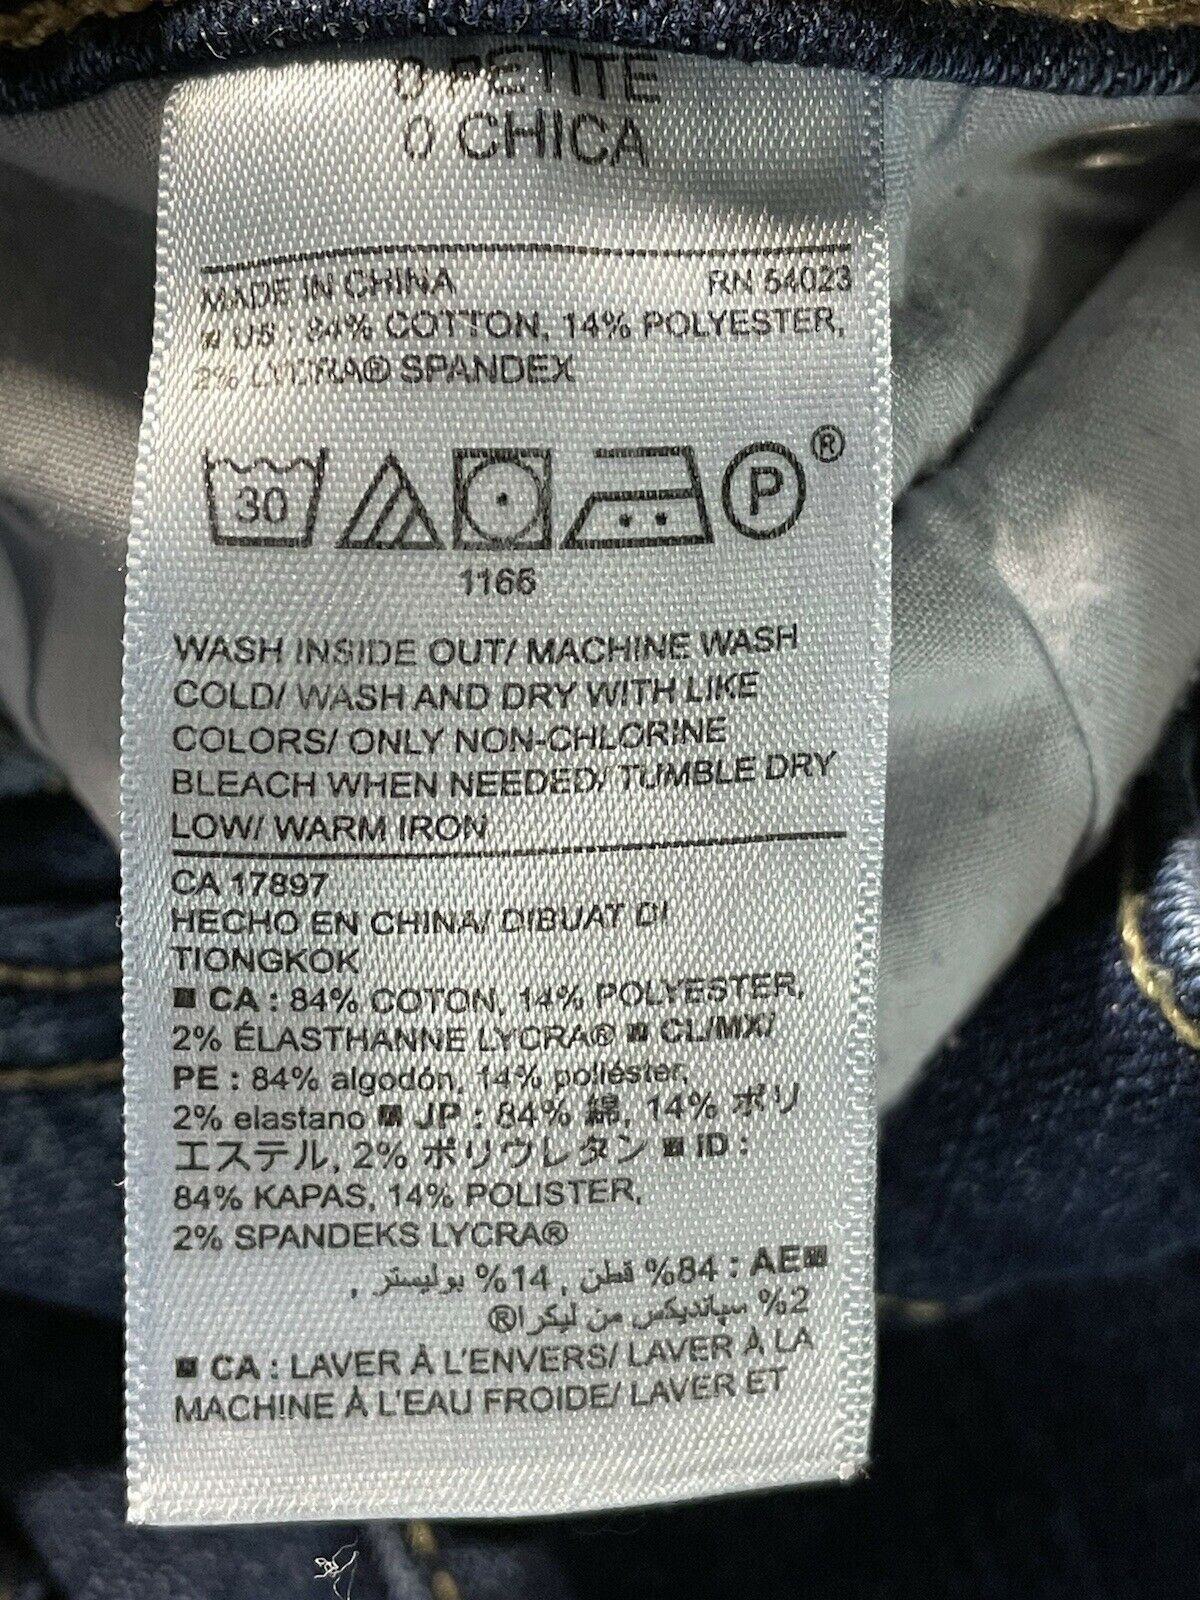 0 PETITE
0 CHICA
MADE IN CHINA RN 54023
■ US : 84% COTTON, 14% POLYESTER,
2% LYCRA® SPANDEX
30 P ®
1166
WASH INSIDE OUT/ MACHINE WASH
COLD/ WASH AND DRY WITH LIKE
COLORS/ ONLY NON-CHLORINE
BLEACH WHEN NEEDED/ TUMBLE DRY
LOW/ WARM IRON
CA 17897
HECHO EN CHINA/ DIBUAT DI
TIONGKOK
■ CA : 84% COTON, 14% POLYESTER,
2% ÉLASTHANNE LYCRA® ■ CL/MX/
PE : 84% algodón, 14% poliéster,
2% elastano ■ JP : 84% 綿, 14% ポリ
エステル, 2% ポリウレタン ■ ID :
84% KAPAS, 14% POLISTER,
2% SPANDEKS LYCRA®
■AE : 84% قطن , 14% بوليستر ,
2% سباندیکس من ليكرا®
■ CA : LAVER À L'ENVERS/ LAVER À LA
MACHINE À L'EAU FROIDE/ LAVER ET